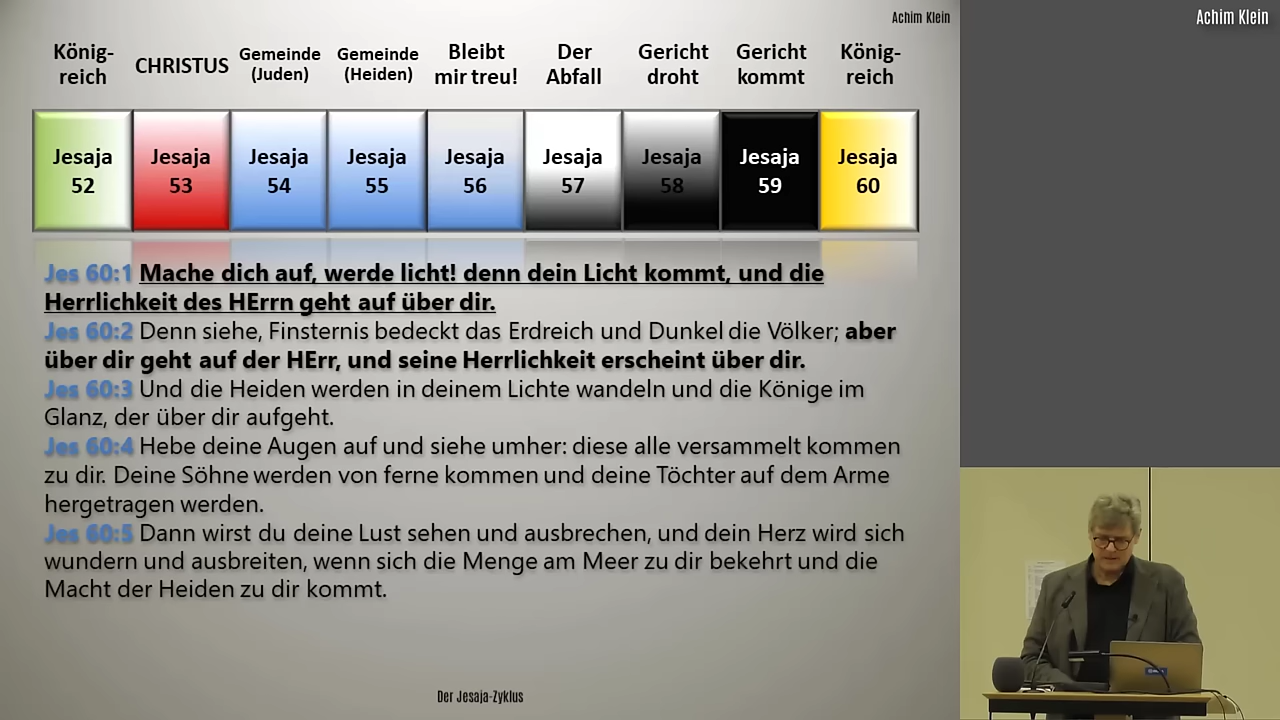 Achim Klein
Achim Klein
König-
reich
CHRISTUS
Gemeinde
(Juden)
Gemeinde
(Heiden)
Bleibt
mir treu!
Der
Abfall
Gericht
droht
Gericht
kommt
König-
reich
Jesaja
52
Jesaja
53
Jesaja
54
Jesaja
55
Jesaja
56
Jesaja
57
Jesaja
58
Jesaja
59
Jesaja
60
Jes 60:1 Mache dich auf, werde licht! denn dein Licht kommt, und die
Herrlichkeit des HErrn geht auf über dir.
Jes 60:2 Denn siehe, Finsternis bedeckt das Erdreich und Dunkel die Völker; aber
über dir geht auf der HErr, und seine Herrlichkeit erscheint über dir.
Jes 60:3 Und die Heiden werden in deinem Lichte wandeln und die Könige im
Glanz, der über dir aufgeht.
Jes 60:4 Hebe deine Augen auf und siehe umher: diese alle versammelt kommen
zu dir. Deine Söhne werden von ferne kommen und deine Töchter auf dem Arme
hergetragen werden.
Jes 60:5 Dann wirst du deine Lust sehen und ausbrechen, und dein Herz wird sich
wundern und ausbreiten, wenn sich die Menge am Meer zu dir bekehrt und die
Macht der Heiden zu dir kommt.
Der Jesaja-Zyklus